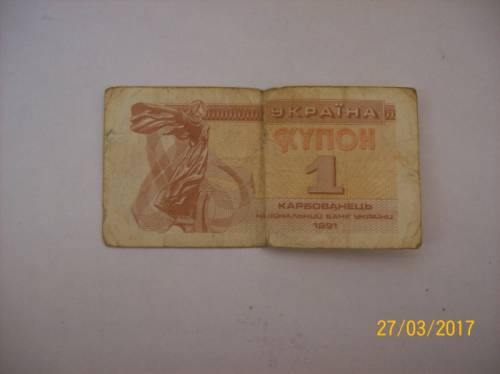 УКРАЇНА
КУПОН
1
КАРБОВАНЕЦЬ
НАЦІОНАЛЬНИЙ БАНК УКРАЇНИ
1991
27/03/2017